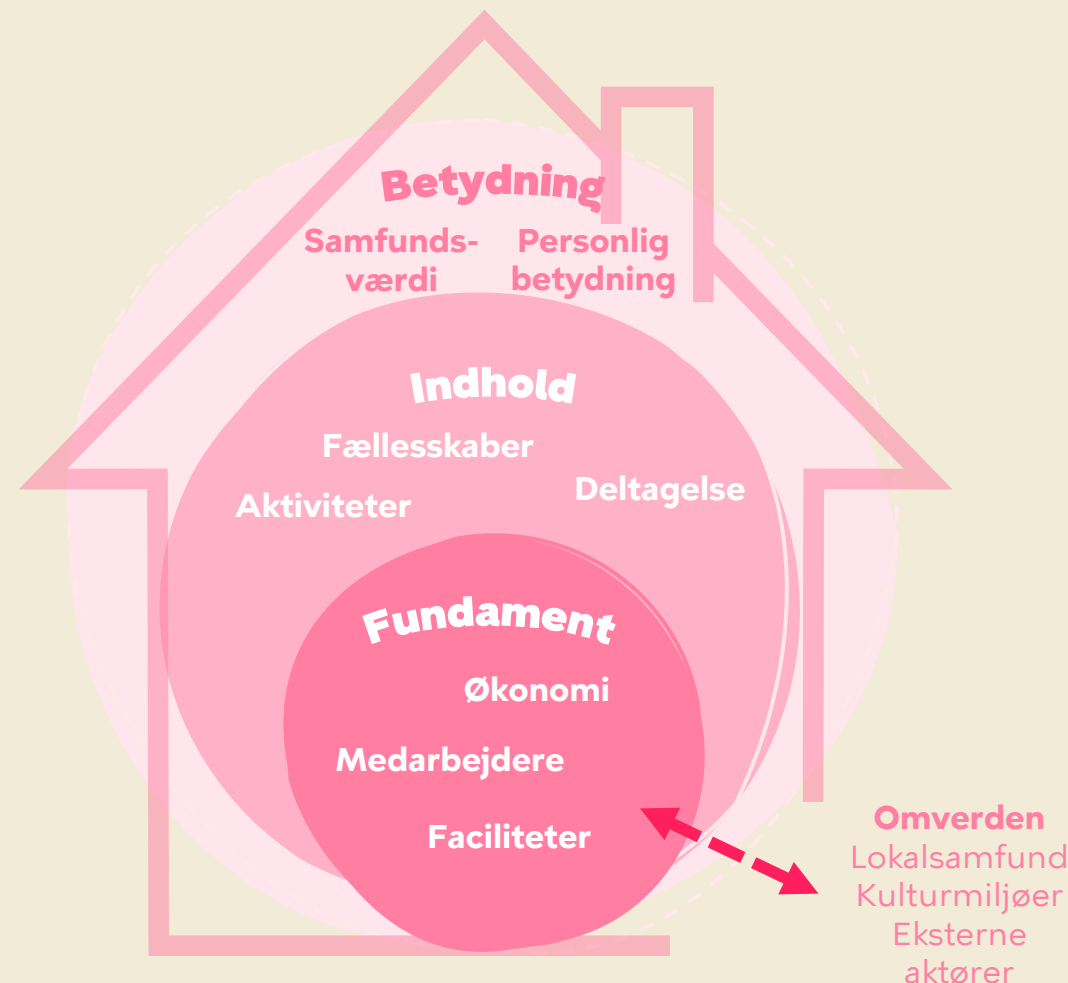 Betydning
Samfunds-
værdi
Personlig
betydning
Indhold
Fællesskaber
Deltagelse
Aktiviteter
Fundament
Økonomi
Medarbejdere
Faciliteter
Omverden
Lokalsamfund
Kulturmiljøer
Eksterne
aktører